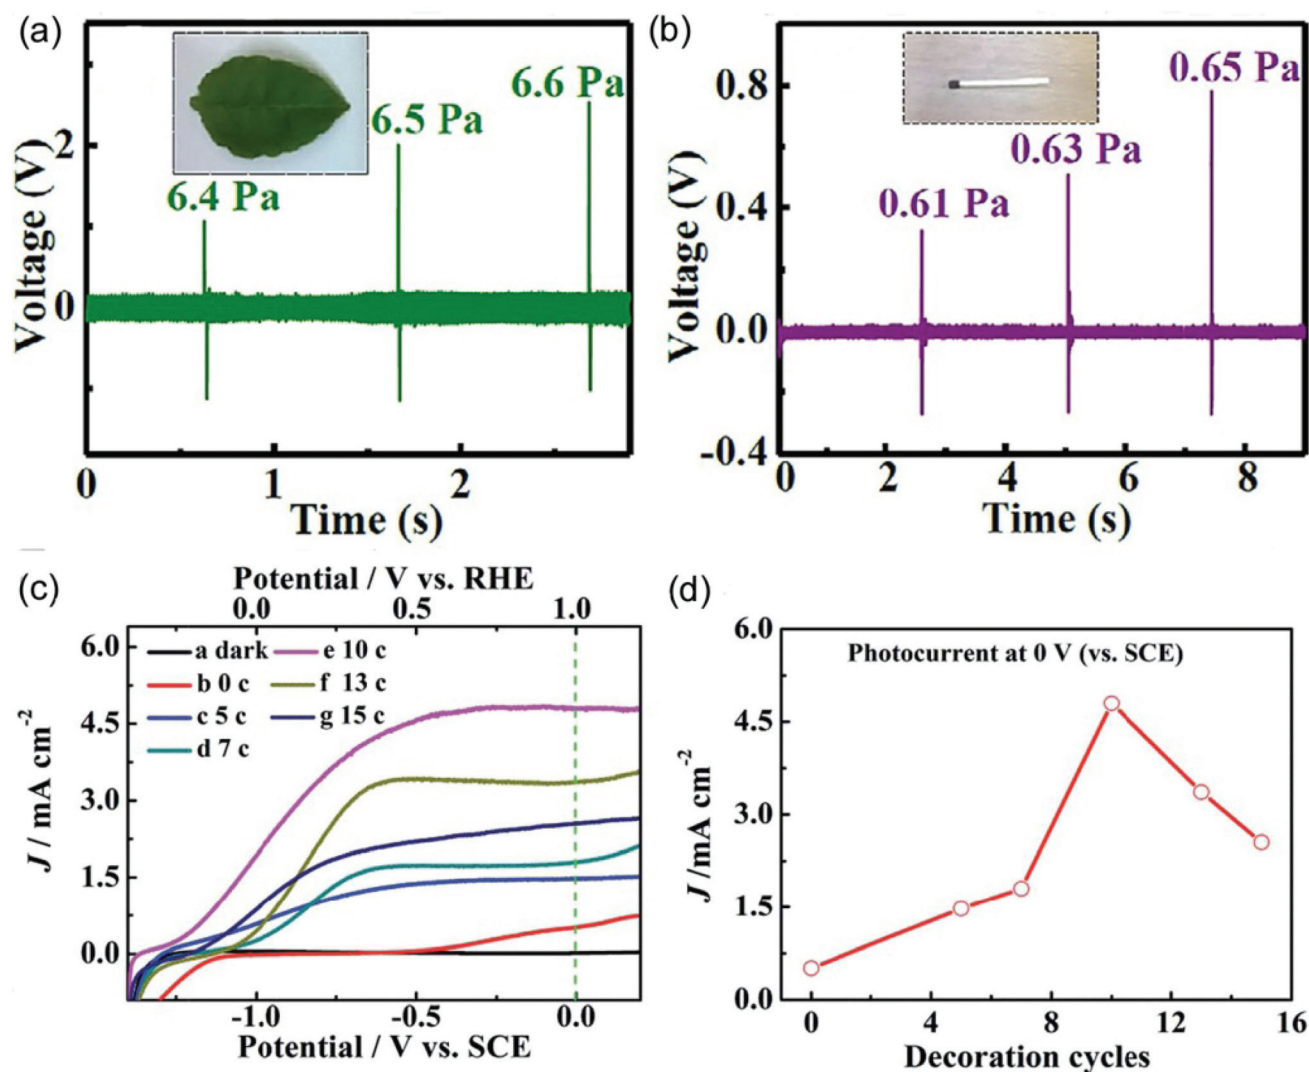 (a)
6.4 Pa
6.5 Pa
6.6 Pa
Voltage (V)
2
0
0
1
2
Time (s)
(b)
0.61 Pa
0.63 Pa
0.65 Pa
Voltage (V)
0.8
0.4
0.0
-0.4
0
2
4
6
8
Time (s)
(c)
Potential / V vs. RHE
0.0
0.5
1.0
6.0
4.5
3.0
1.5
0.0
J / mA cm-2
a dark
b 0 c
c 5 c
d 7 c
e 10 c
f 13 c
g 15 c
-1.0
-0.5
0.0
Potential / V vs. SCE
(d)
Photocurrent at 0 V (vs. SCE)
6.0
4.5
3.0
1.5
0.0
J /mA cm-2
0
4
8
12
16
Decoration cycles